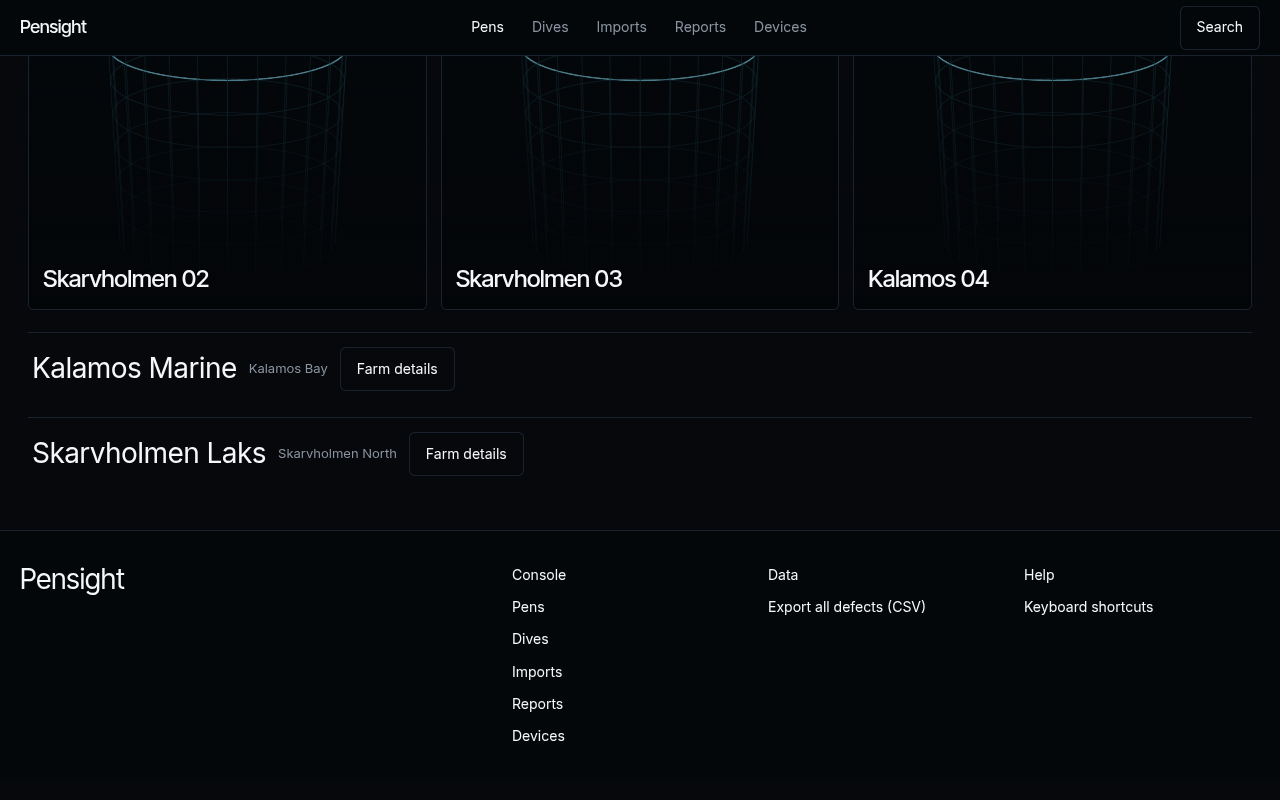 Pensight
Pens Dives Imports Reports Devices
Search
Skarvholmen 02
Skarvholmen 03
Kalamos 04
Kalamos Marine Kalamos Bay Farm details
Skarvholmen Laks Skarvholmen North Farm details
Pensight
Console
Pens
Dives
Imports
Reports
Devices
Data
Export all defects (CSV)
Help
Keyboard shortcuts